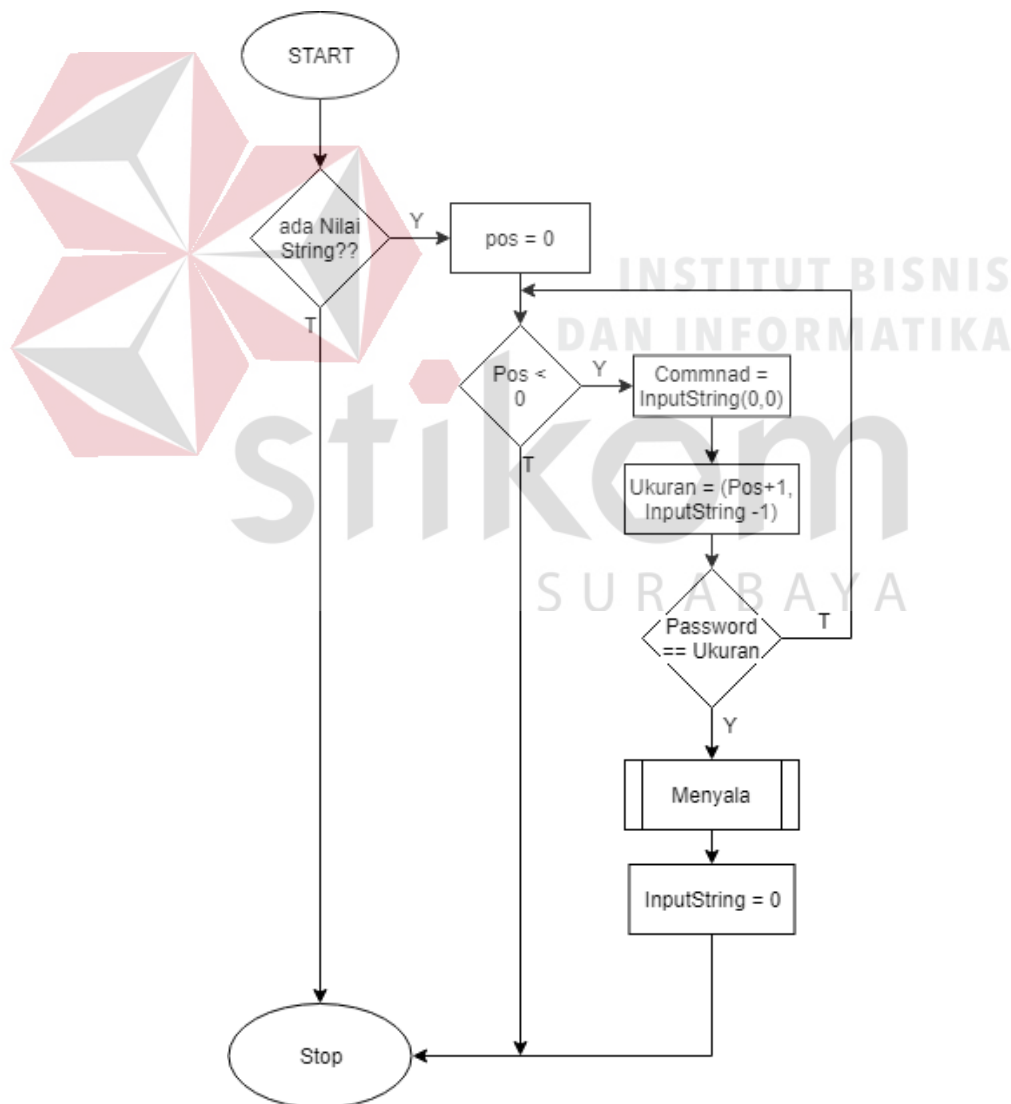 START
ada Nilai
String??
Y
pos = 0
T
INSTITUT BISNIS
DAN INFORMATIKA
Pos <
0
Y
Commnad =
InputString(0,0)
T
stikom
Ukuran = (Pos+1,
InputString -1)
SURABAYA
Password
== Ukuran
T
Y
Menyala
InputString = 0
Stop